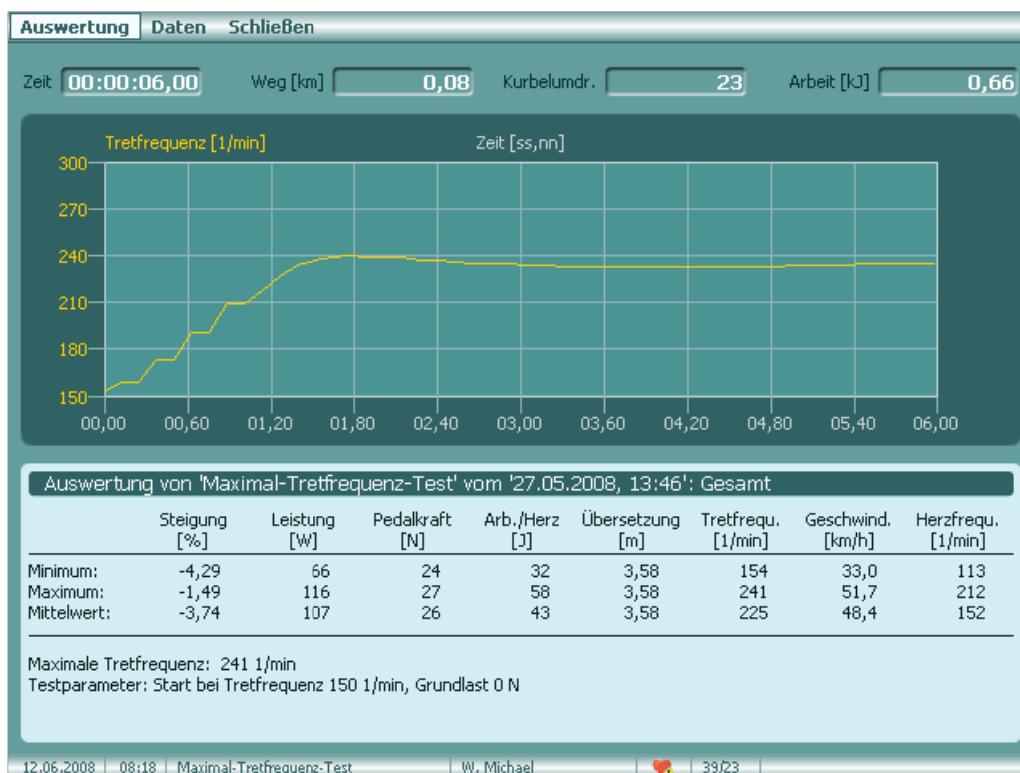 Auswertung Daten Schließen
Zeit 00:00:06,00 Weg [km] 0,08 Kurbelumdr. 23 Arbeit [kJ] 0,66
Tretfrequenz [1/min] Zeit [ss,nn]
300
270
240
210
180
150
00,00 00,60 01,20 01,80 02,40 03,00 03,60 04,20 04,80 05,40 06,00
Auswertung von 'Maximal-Tretfrequenz-Test' vom '27.05.2008, 13:46': Gesamt
Steigung Leistung Pedalkraft Arb./Herz Übersetzung Tretfrequ. Geschwind. Herzfrequ.
[%] [W] [N] [J] [m] [1/min] [km/h] [1/min]
Minimum: -4,29 66 24 32 3,58 154 33,0 113
Maximum: -1,49 116 27 58 3,58 241 51,7 212
Mittelwert: -3,74 107 26 43 3,58 225 48,4 152
Maximale Tretfrequenz: 241 1/min
Testparameter: Start bei Tretfrequenz 150 1/min, Grundlast 0 N
12.06.2008 08:18 Maximal-Tretfrequenz-Test W. Michael 39/23